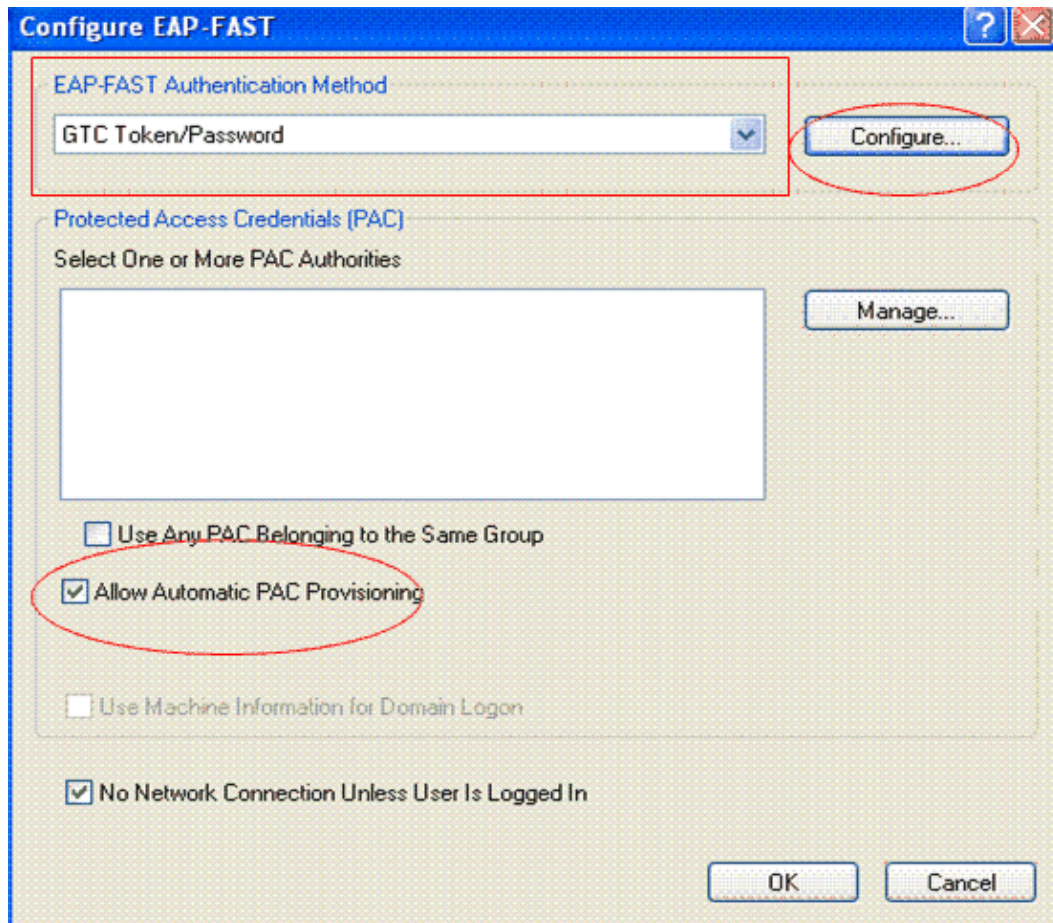 Configure EAP-FAST
EAP-FAST Authentication Method
GTC Token/Password
Configure...
Protected Access Credentials (PAC)
Select One or More PAC Authorities
Manage...
Use Any PAC Belonging to the Same Group
Allow Automatic PAC Provisioning
Use Machine Information for Domain Logon
No Network Connection Unless User Is Logged In
OK
Cancel